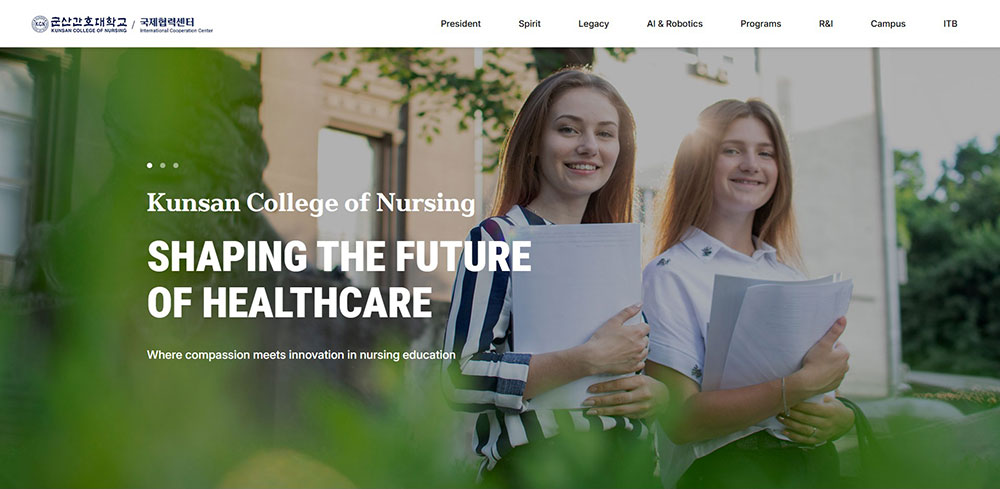 KCN 군산간호대학교 / 국제협력센터
KUNSAN COLLEGE OF NURSING International Cooperation Center
President Spirit Legacy AI & Robotics Programs R&I Campus ITB
Kunsan College of Nursing
SHAPING THE FUTURE
OF HEALTHCARE
Where compassion meets innovation in nursing education